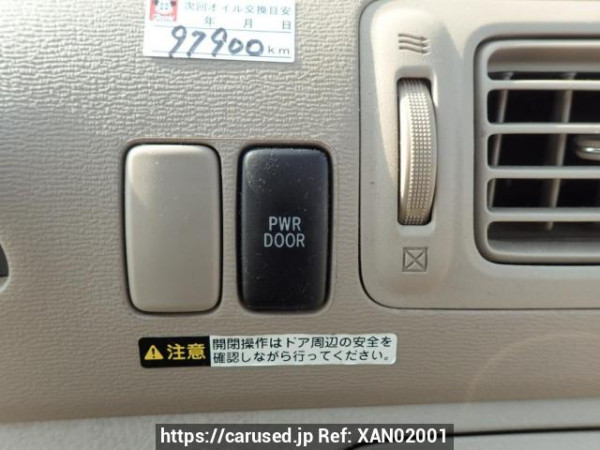 次回オイル交換目安
年 月 日
97900km
PWR
DOOR
注意
開閉操作はドア周辺の安全を
確認しながら行ってください。
https://carused.jp Ref: XAN02001